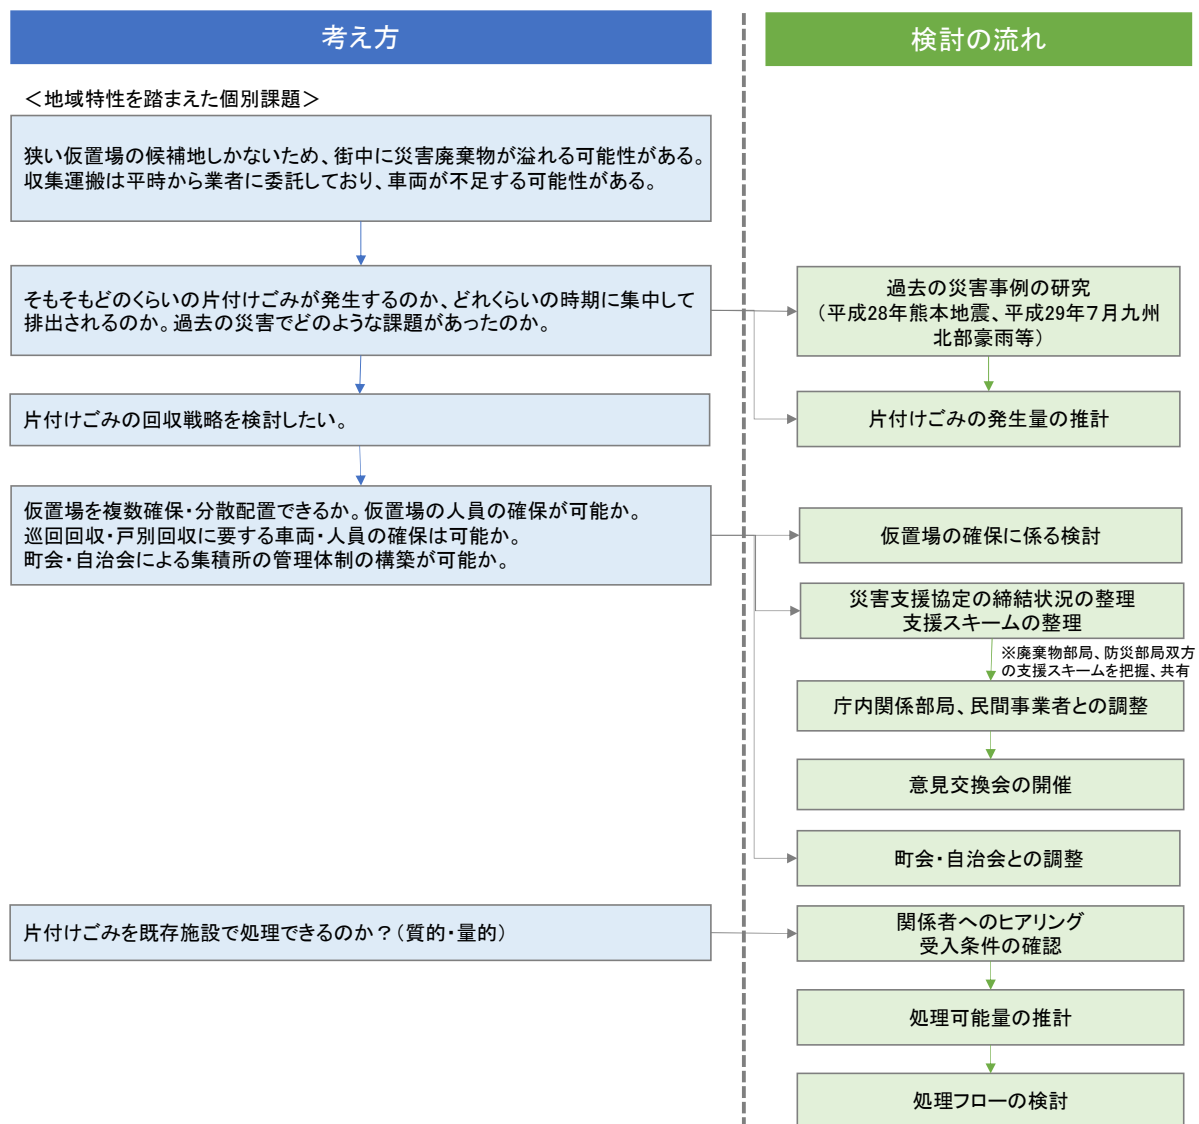 考え方
検討の流れ
＜地域特性を踏まえた個別課題＞
狭い仮置場の候補地しかないため、街中に災害廃棄物が溢れる可能性がある。
収集運搬は平時から業者に委託しており、車両が不足する可能性がある。
そもそもどのくらいの片付けごみが発生するのか、どれくらいの時期に集中して
排出されるのか。過去の災害でどのような課題があったのか。
過去の災害事例の研究
（平成28年熊本地震、平成29年７月九州
北部豪雨等）
片付けごみの回収戦略を検討したい。
片付けごみの発生量の推計
仮置場を複数確保・分散配置できるか。仮置場の人員の確保が可能か。
巡回回収・戸別回収に要する車両・人員の確保は可能か。
町会・自治会による集積所の管理体制の構築が可能か。
仮置場の確保に係る検討
災害支援協定の締結状況の整理
支援スキームの整理
※廃棄物部局、防災部局双方
の支援スキームを把握、共有
庁内関係部局、民間事業者との調整
意見交換会の開催
町会・自治会との調整
片付けごみを既存施設で処理できるのか？（質的・量的）
関係者へのヒアリング
受入条件の確認
処理可能量の推計
処理フローの検討